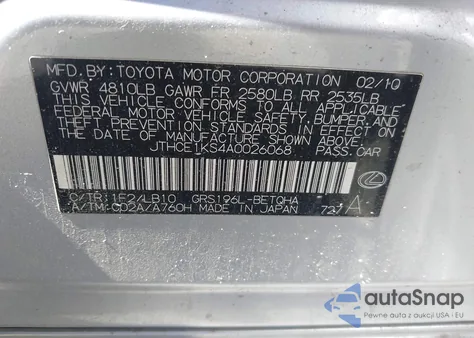 MFD. BY: TOYOTA MOTOR CORPORATION 02/10
GVWR 4810LB GAWR FR 2580LB RR 2535LB
THIS VEHICLE CONFORMS TO ALL APPLICABLE
FEDERAL MOTOR VEHICLE SAFETY, BUMPER, AND
THEFT PREVENTION STANDARDS IN EFFECT ON
THE DATE OF MANUFACTURE SHOWN ABOVE.
JTHCE1KS4A0026068 PASS. CAR
C/TR: 1F2/LB10 GRS196L-BETQHA
A/TM: C02A/A760H MADE IN JAPAN 727 A
autoSnap
Pewne auta z aukcji USA i EU